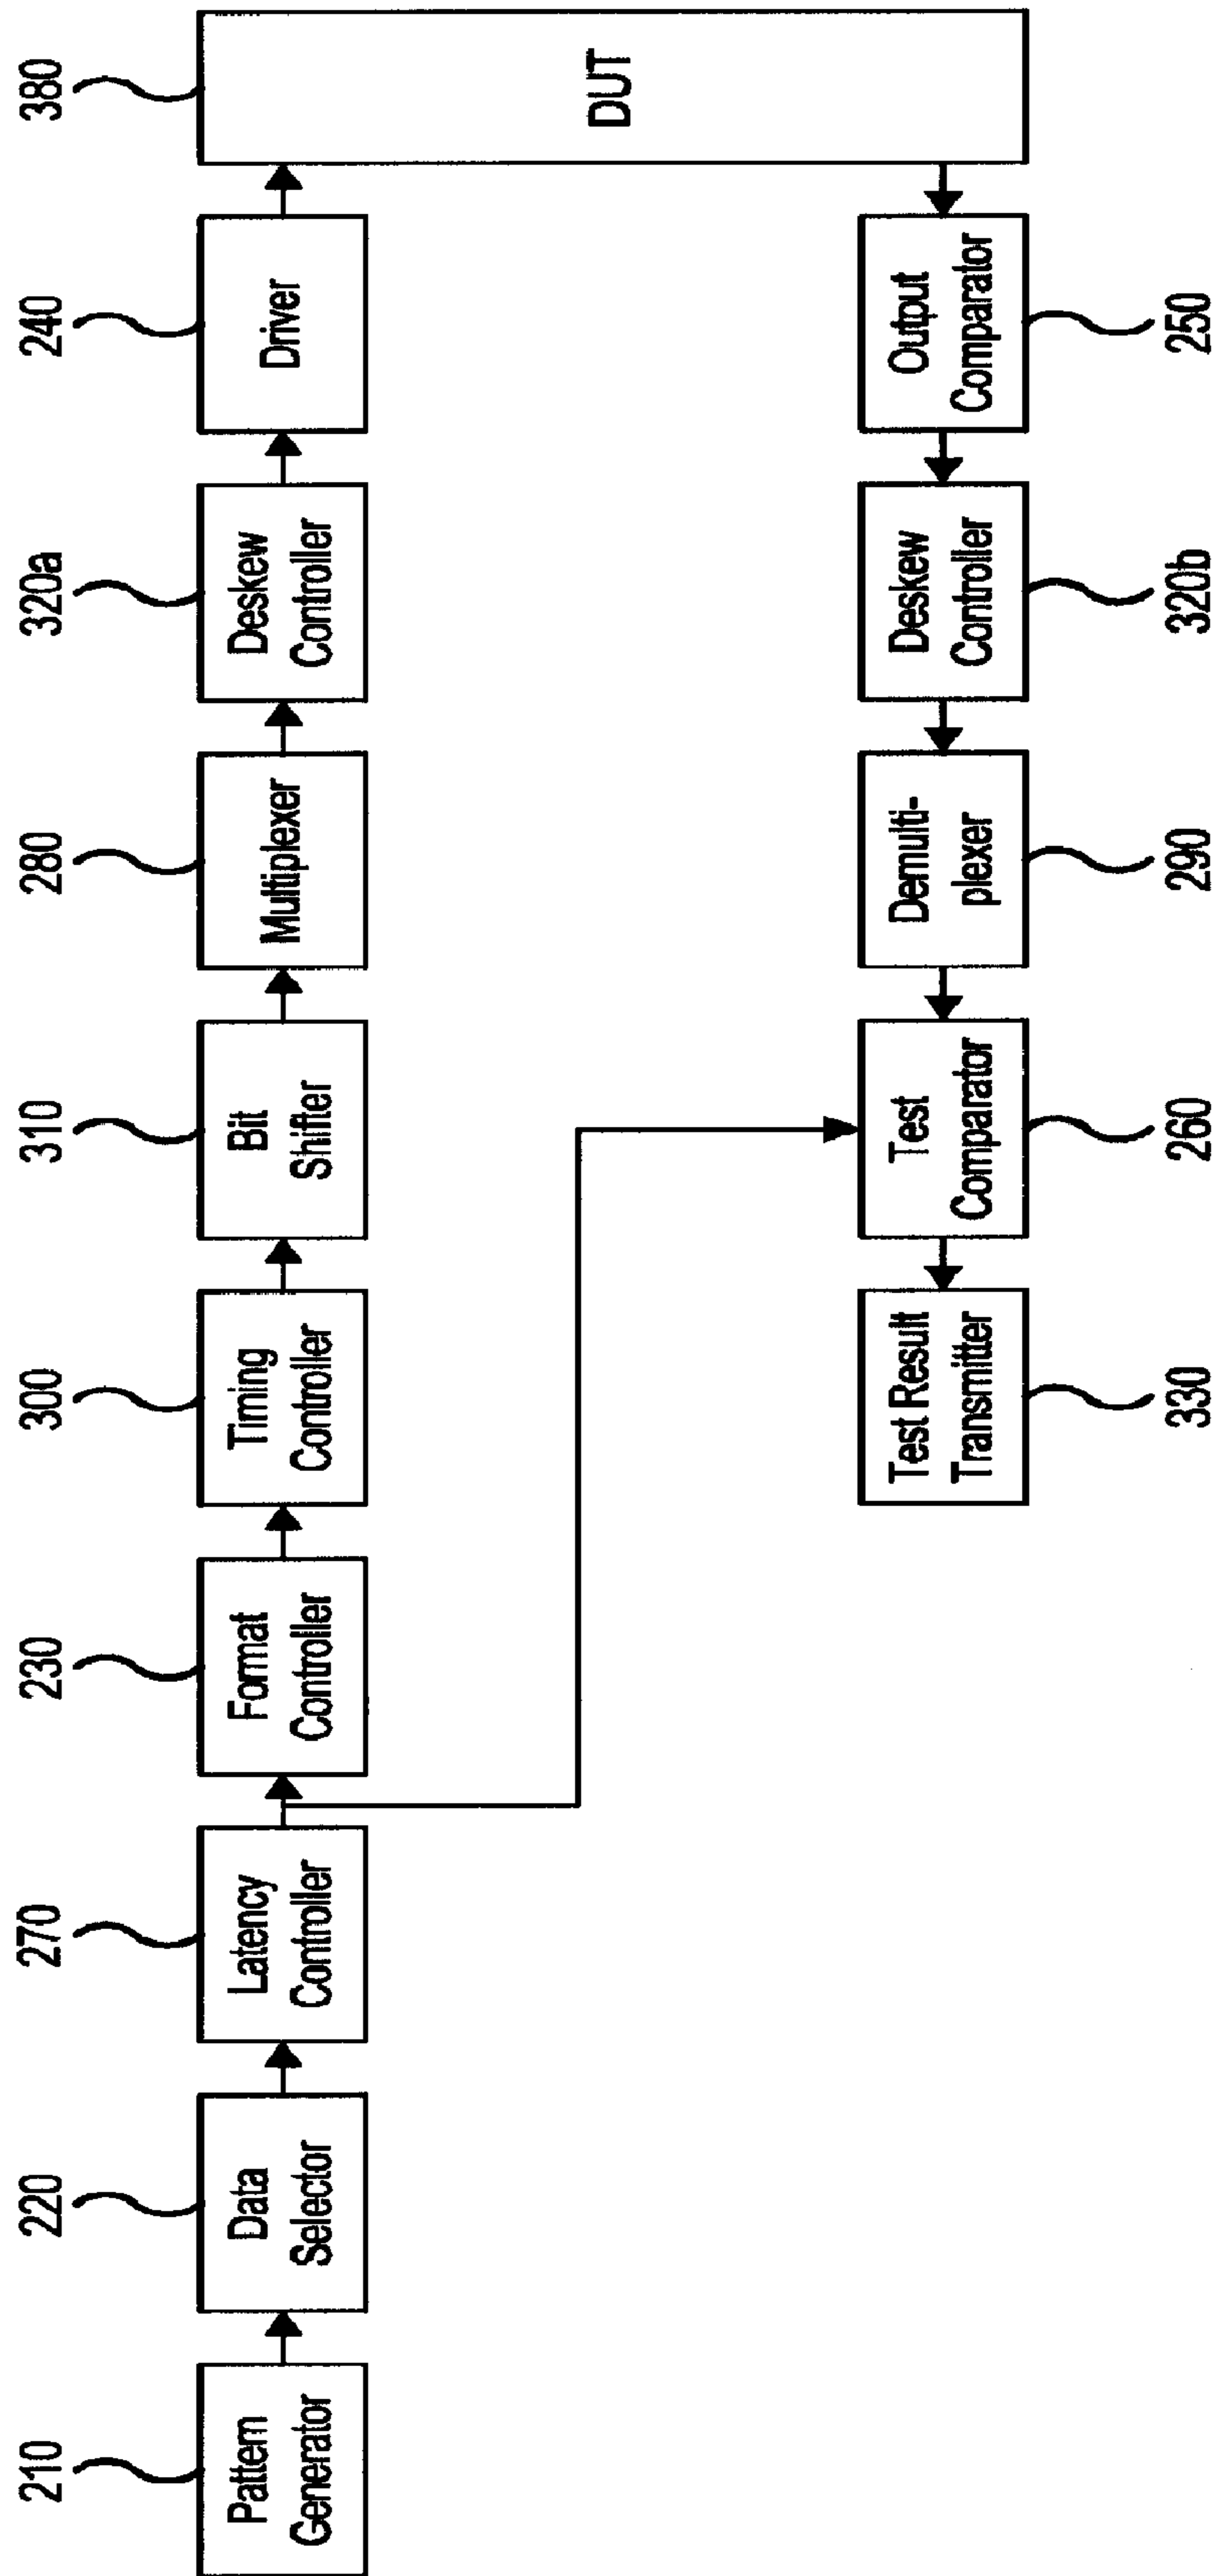 210
220
270
230
300
310
280
320a
240
380
Pattern
Generator
Data
Selector
Latency
Controller
Format
Controller
Timing
Controller
Bit
Shifter
Multiplexer
Deskew
Controller
Driver
DUT
Test Result
Transmitter
Test
Comparator
Demulti-
plexer
Deskew
Controller
Output
Comparator
330
260
290
320b
250